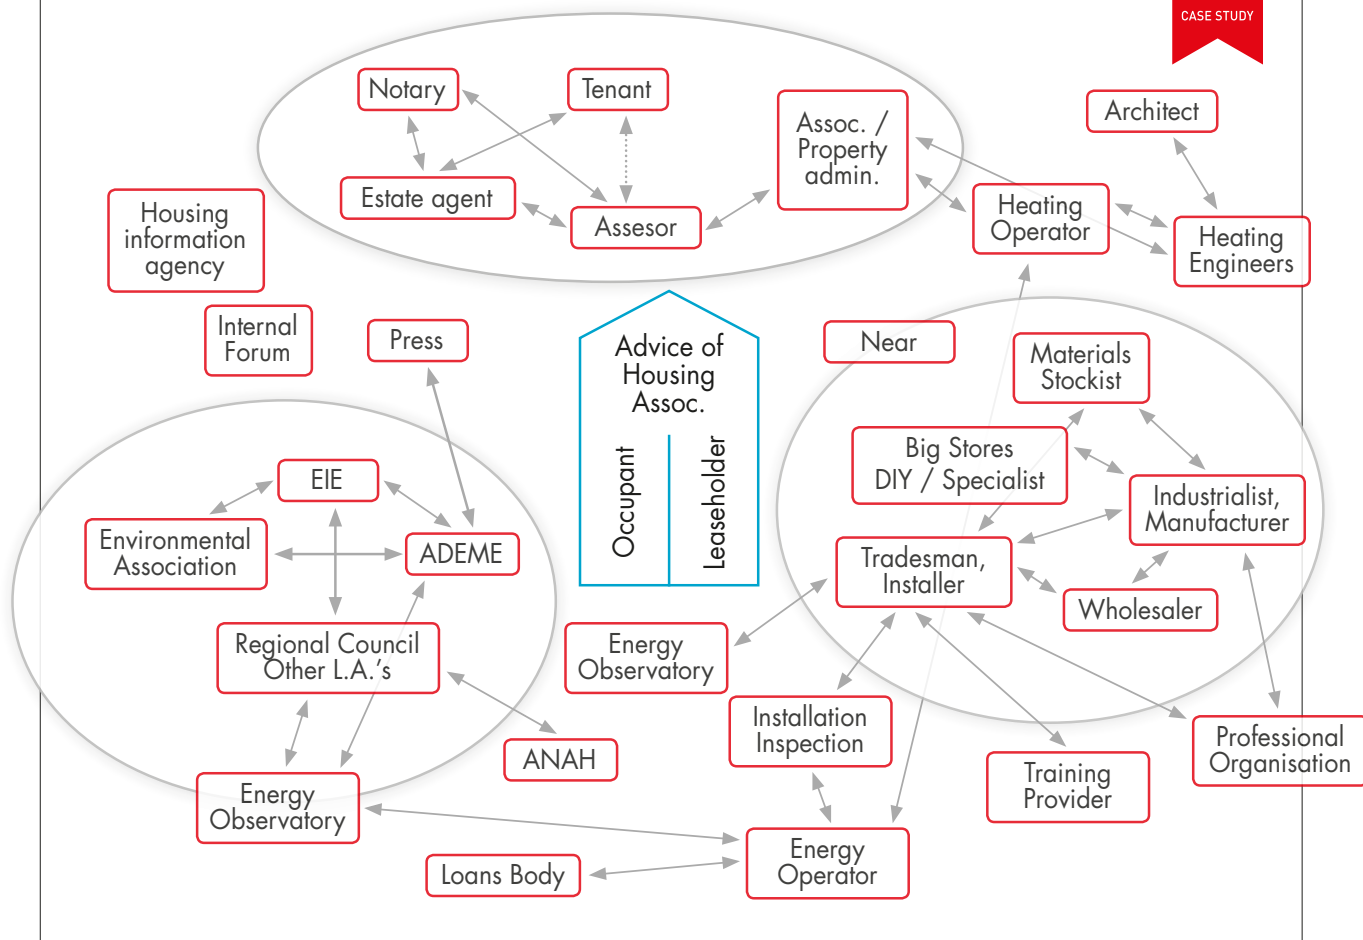 CASE STUDY
Notary
Tenant
Assoc. /
Property
admin.
Architect
Estate agent
Assesor
Heating
Operator
Heating
Engineers
Housing
information
agency
Internal
Forum
Press
Advice of
Housing
Assoc.
Occupant
Leaseholder
Near
Materials
Stockist
Big Stores
DIY / Specialist
Industrialist,
Manufacturer
Tradesman,
Installer
Wholesaler
EIE
Environmental
Association
ADEME
Regional Council
Other L.A.’s
Energy
Observatory
Installation
Inspection
ANAH
Training
Provider
Professional
Organisation
Energy
Observatory
Energy
Operator
Loans Body